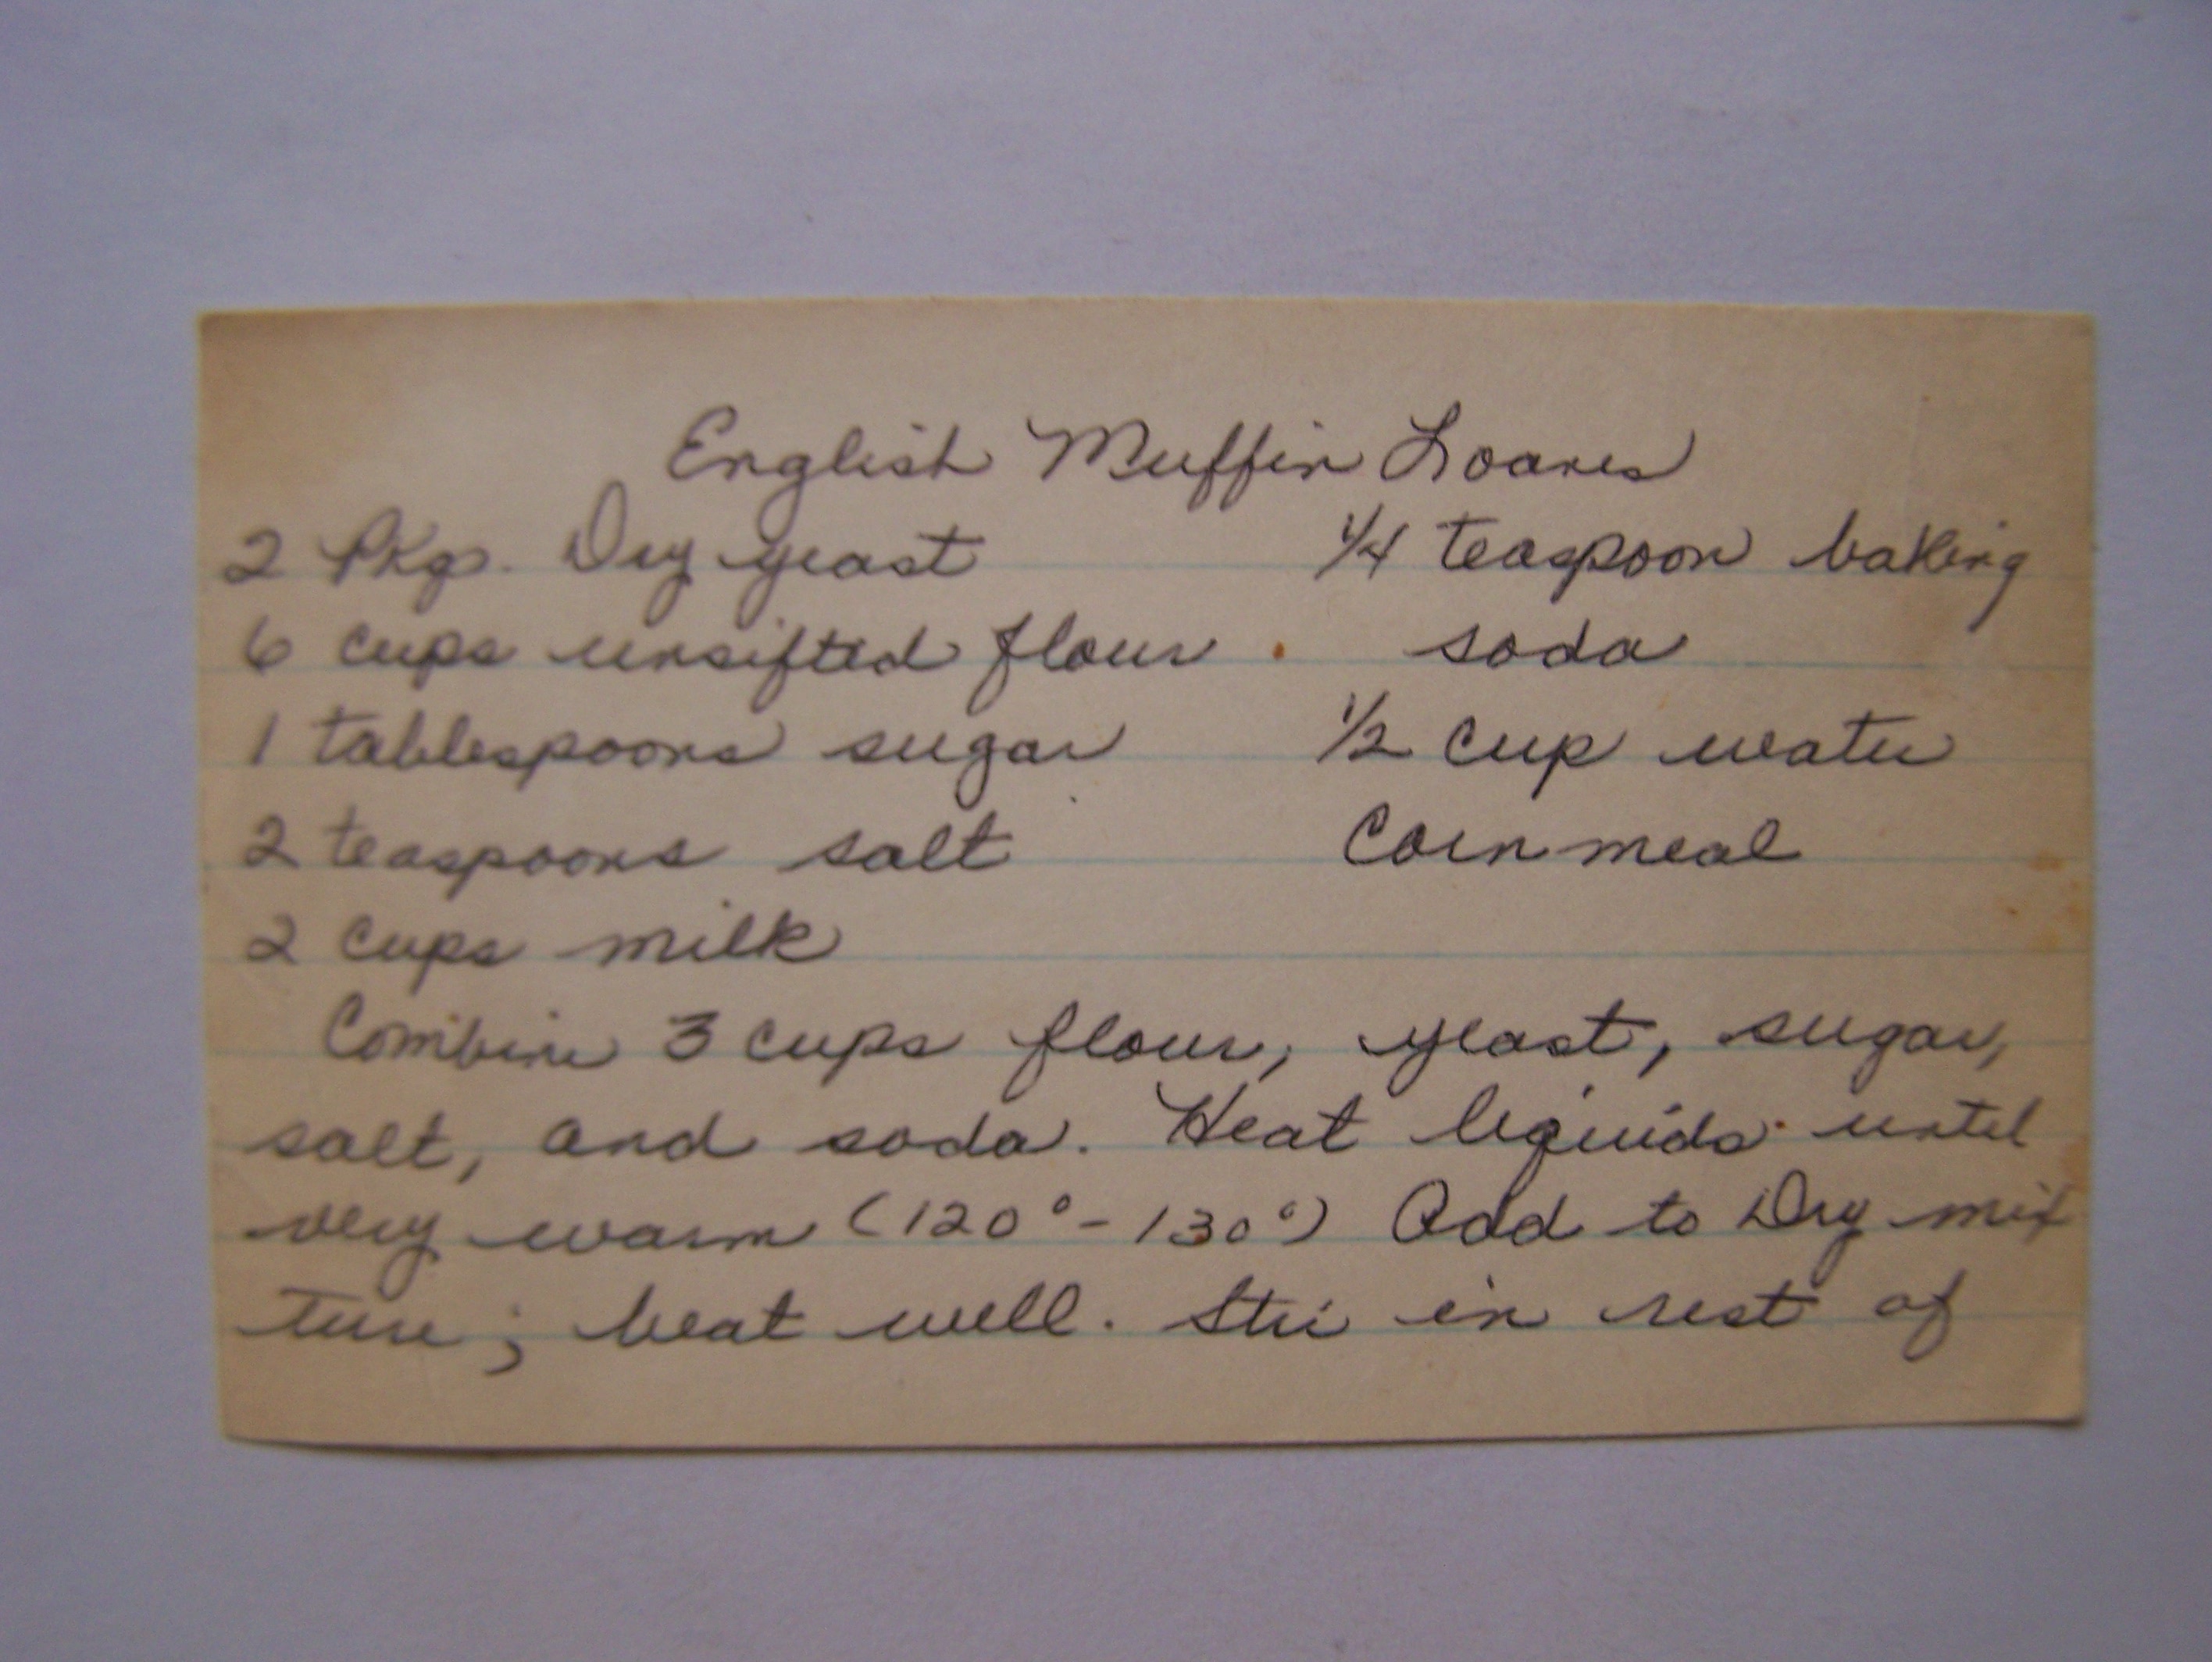 English Muffin Loaves
2 Pkgs. Dry yeast
6 cups unsifted flour
1 tablespoons sugar
2 teaspoons salt
2 cups milk
1/4 teaspoon baking
soda
1/2 cup water
Corn meal
Combine 3 cups flour, yeast, sugar,
salt, and soda. Heat liquids until
very warm (120°-130°) Add to Dry mix
ture; beat well. Stir in rest of